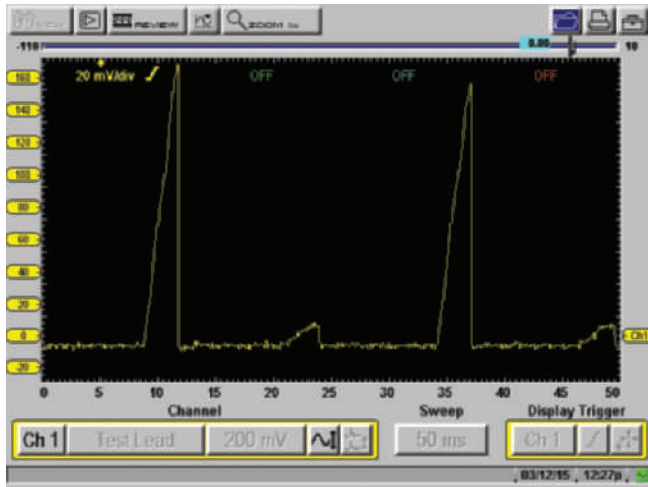 REVIEW ZOOM
-110 0.00 10
20 mV/div OFF OFF OFF
160
140
120
100
80
60
40
20
0 Ch1
-20
0 5 10 15 20 25 30 35 40 45 50
Channel Sweep Display Trigger
Ch 1 Test Lead 200 mV 50 ms Ch 1
03/12/15 , 12:27p ,